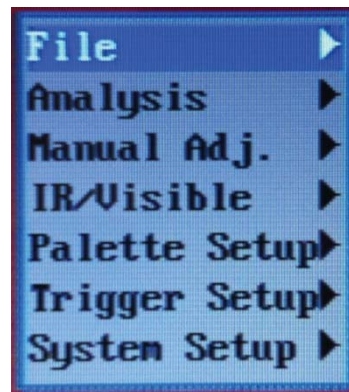 File
Analysis
Manual Adj.
IR/Visible
Palette Setup
Trigger Setup
System Setup